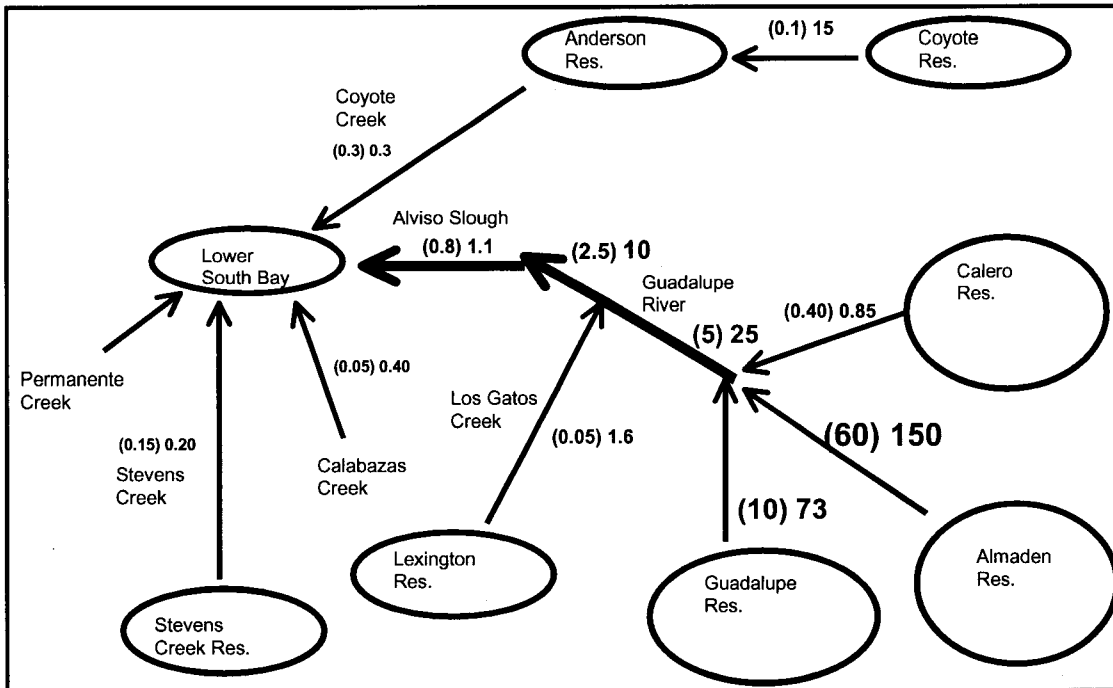 (0.1) 15
Anderson
Res.
Coyote
Res.
Coyote
Creek
(0.3) 0.3
Alviso Slough
(0.8) 1.1
(2.5) 10
Lower
South Bay
Guadalupe
River
Calero
Res.
(0.40) 0.85
(5) 25
Permanente
Creek
(0.05) 0.40
Los Gatos
Creek
(0.05) 1.6
(60) 150
(0.15) 0.20
Stevens
Creek
Calabazas
Creek
(10) 73
Lexington
Res.
Guadalupe
Res.
Almaden
Res.
Stevens
Creek Res.